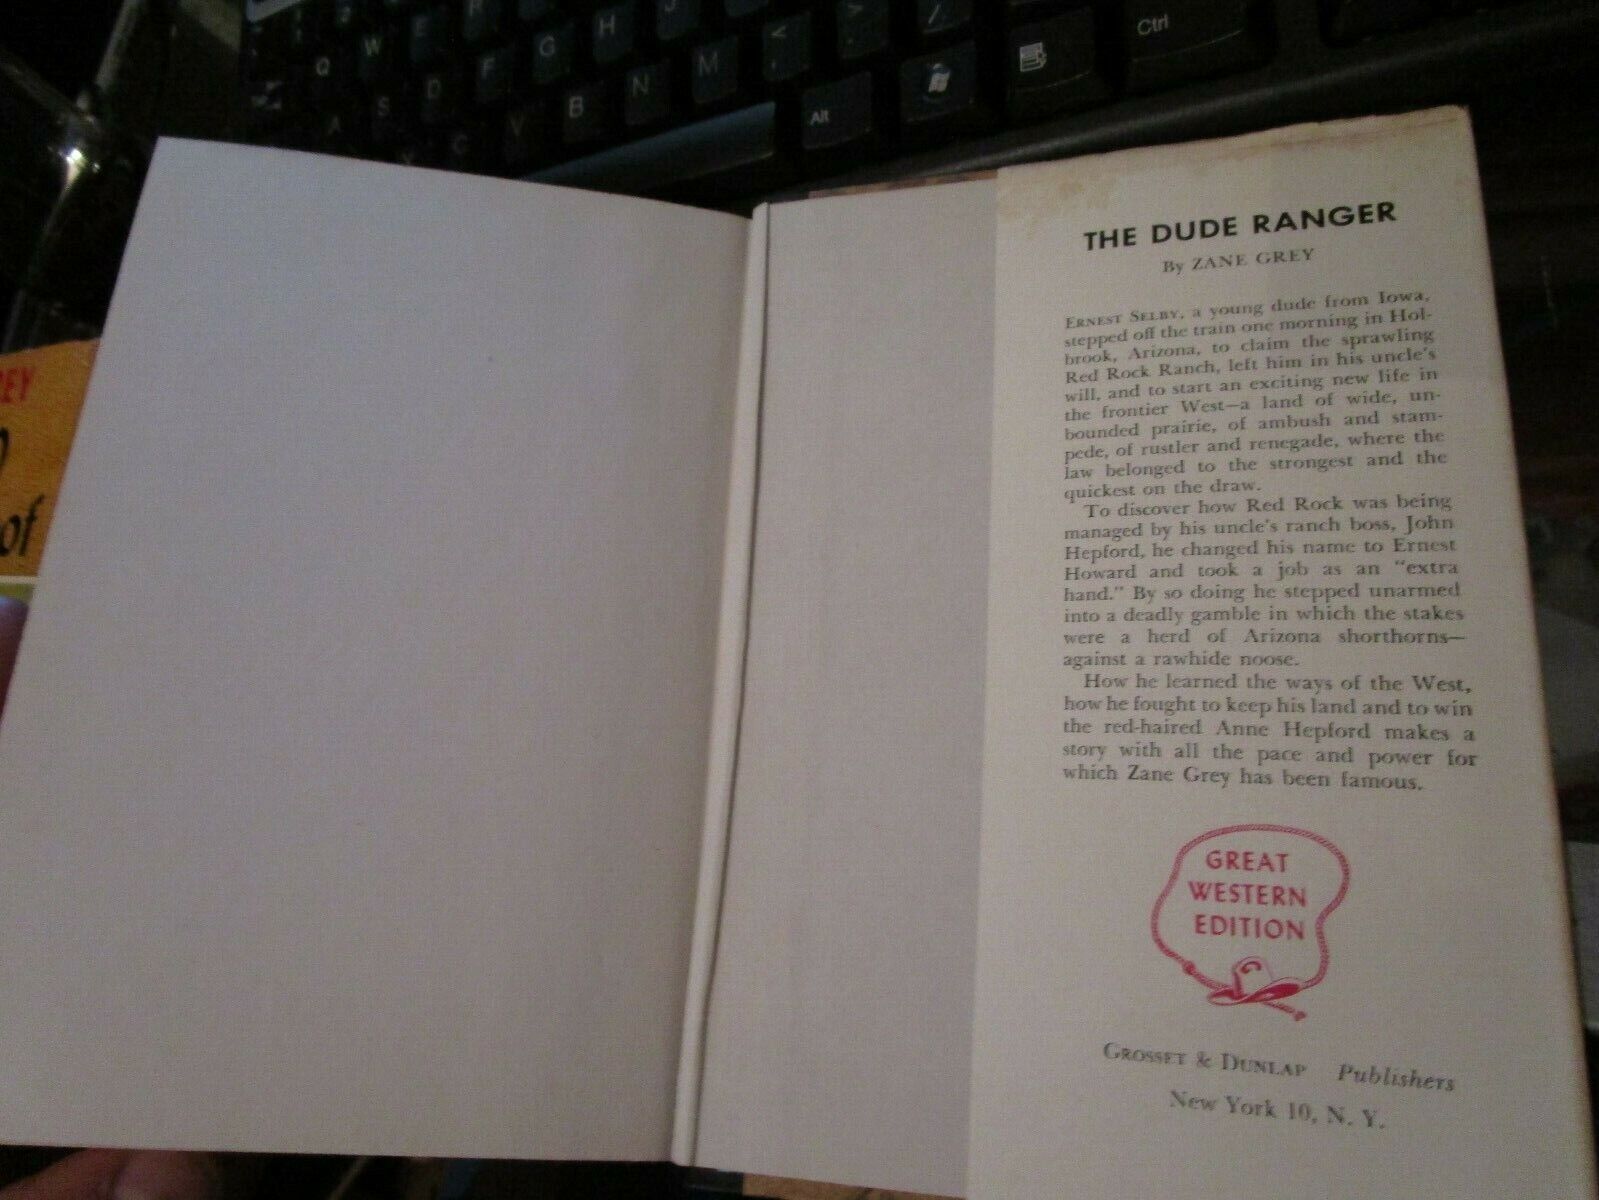 Q W E R H J > /
A S D F G K L <
X C V B N M Alt Ctrl
REY
of
THE DUDE RANGER
By ZANE GREY
ERNEST SELBY, a young dude from Iowa,
stepped off the train one morning in Hol-
brook, Arizona, to claim the sprawling
Red Rock Ranch, left him in his uncle's
will, and to start an exciting new life in
the frontier West—a land of wide, un-
bounded prairie, of ambush and stam-
pede, of rustler and renegade, where the
law belonged to the strongest and the
quickest on the draw.
To discover how Red Rock was being
managed by his uncle's ranch boss, John
Hepford, he changed his name to Ernest
Howard and took a job as an "extra
hand." By so doing he stepped unarmed
into a deadly gamble in which the stakes
were a herd of Arizona shorthorns—
against a rawhide noose.
How he learned the ways of the West,
how he fought to keep his land and to win
the red-haired Anne Hepford makes a
story with all the pace and power for
which Zane Grey has been famous.
GREAT
WESTERN
EDITION
GROSSET & DUNLAP Publishers
New York 10, N. Y.